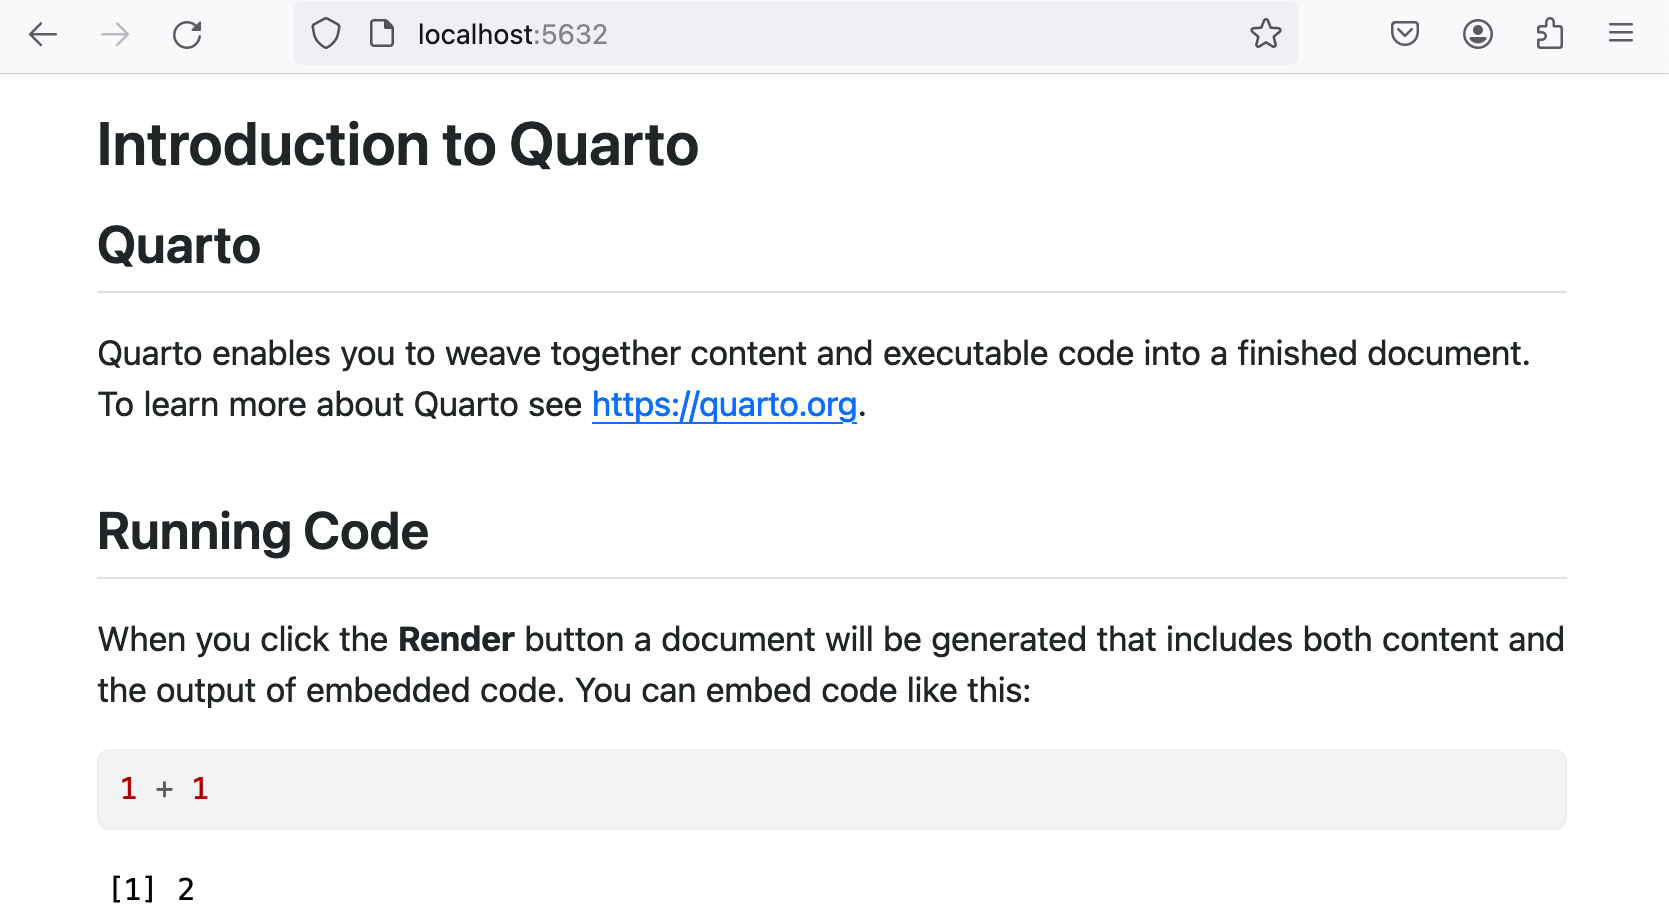 localhost:5632
Introduction to Quarto
Quarto
Quarto enables you to weave together content and executable code into a finished document.
To learn more about Quarto see https://quarto.org.
Running Code
When you click the Render button a document will be generated that includes both content and
the output of embedded code. You can embed code like this:
1 + 1
[1] 2